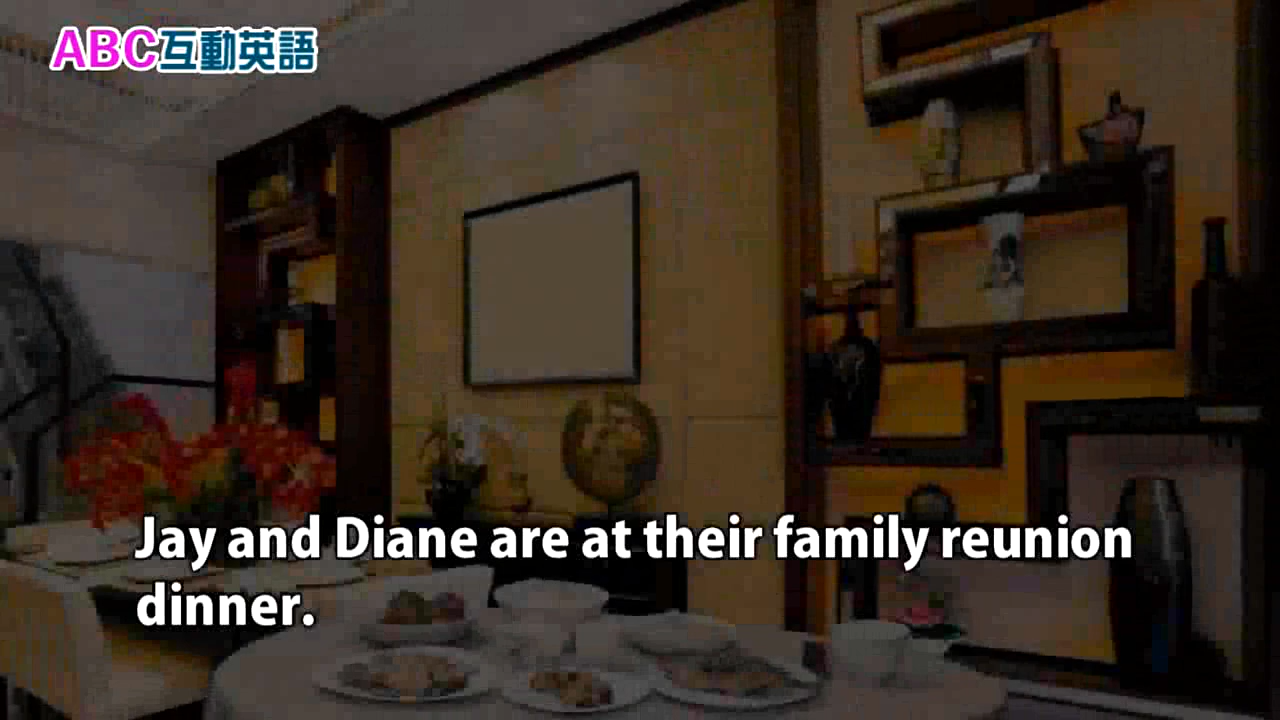 ABC互動英語
Jay and Diane are at their family reunion
dinner.